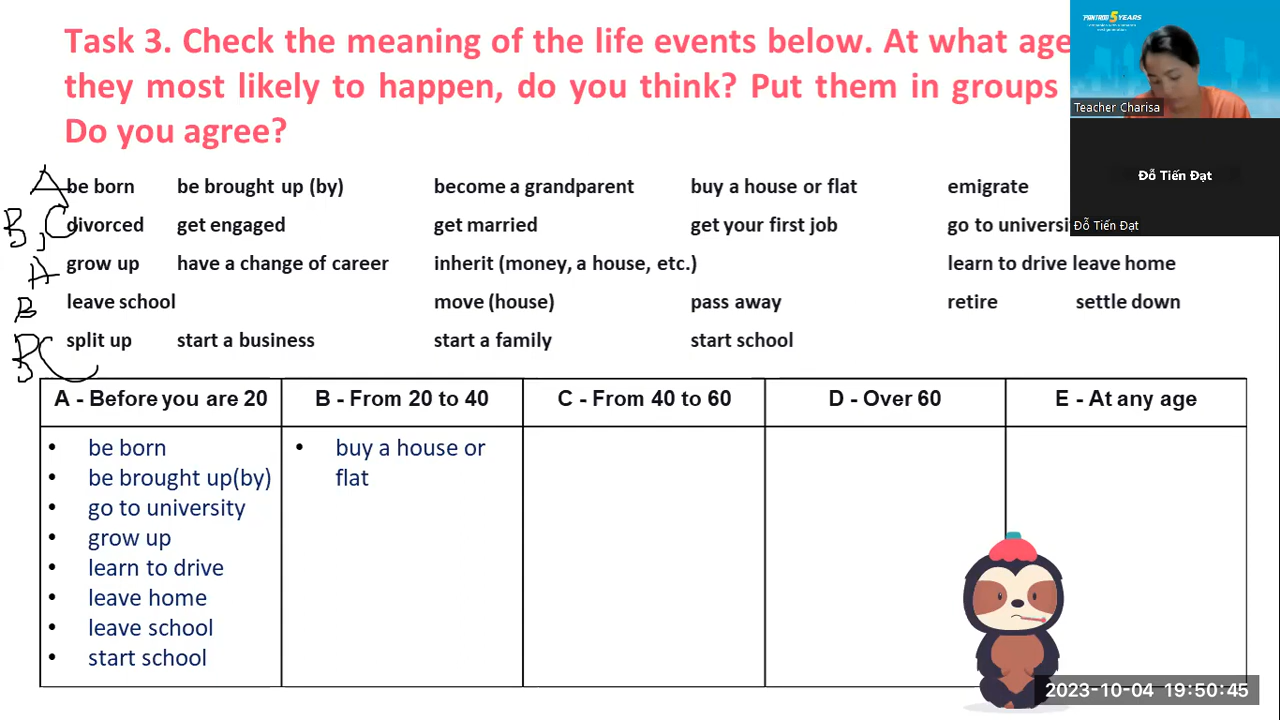 Task 3. Check the meaning of the life events below. At what age
they most likely to happen, do you think? Put them in groups
Do you agree?
PANTADO 5 YEARS
Teacher Charisa
Đỗ Tiến Đạt
Đỗ Tiến Đạt
A be born be brought up (by) become a grandparent buy a house or flat emigrate
B, C divorced get engaged get married get your first job go to universi
A grow up have a change of career inherit (money, a house, etc.) learn to drive leave home
B leave school move (house) pass away retire settle down
B C split up start a business start a family start school
A - Before you are 20 B - From 20 to 40 C - From 40 to 60 D - Over 60 E - At any age
• be born • buy a house or
• be brought up(by) flat
• go to university
• grow up
• learn to drive
• leave home
• leave school
• start school
2023-10-04 19:50:45